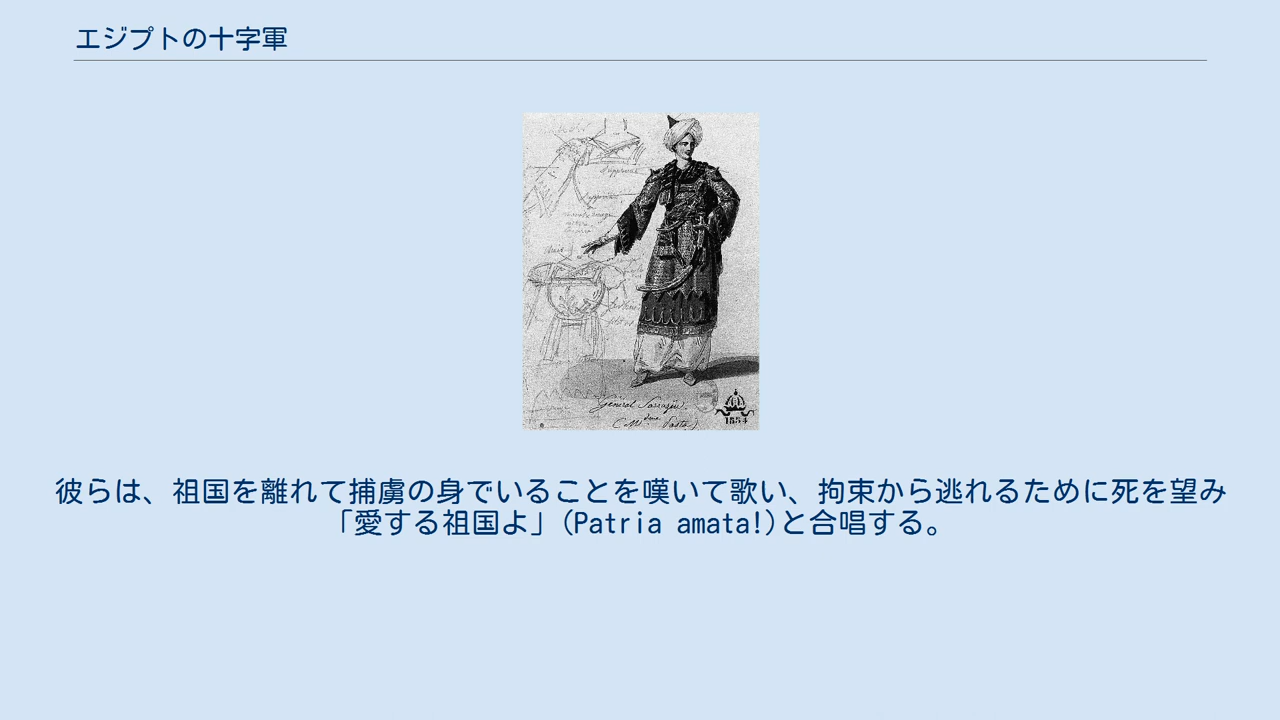 エジプトの十字軍
Général Sarrasin.
彼らは、祖国を離れて捕虜の身でいることを嘆いて歌い、拘束から逃れるために死を望み
「愛する祖国よ」(Patria amata!)と合唱する。